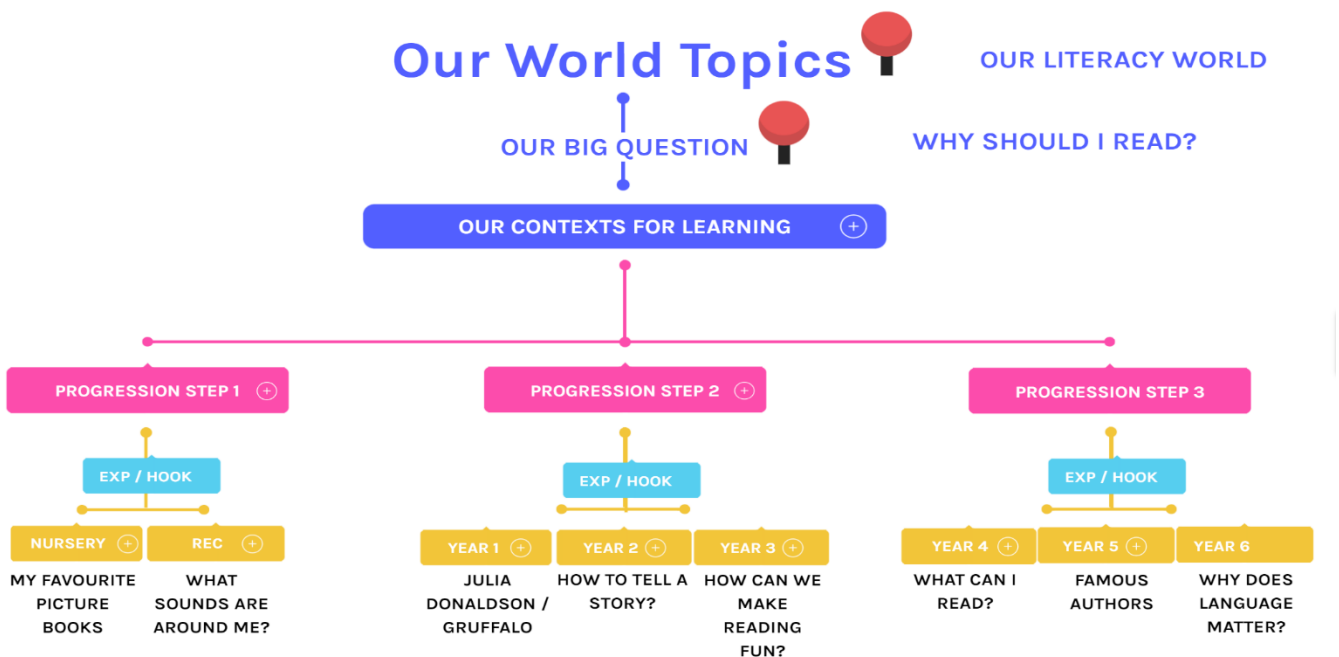 Our World Topics
OUR LITERACY WORLD
OUR BIG QUESTION
WHY SHOULD I READ?
OUR CONTEXTS FOR LEARNING
PROGRESSION STEP 1
PROGRESSION STEP 2
PROGRESSION STEP 3
EXP / HOOK
EXP / HOOK
EXP / HOOK
NURSERY
REC
YEAR 1
YEAR 2
YEAR 3
YEAR 4
YEAR 5
YEAR 6
MY FAVOURITE
PICTURE
BOOKS
WHAT
SOUNDS ARE
AROUND ME?
JULIA
DONALDSON /
GRUFFALO
HOW TO TELL A
STORY?
HOW CAN WE
MAKE
READING
FUN?
WHAT CAN I
READ?
FAMOUS
AUTHORS
WHY DOES
LANGUAGE
MATTER?